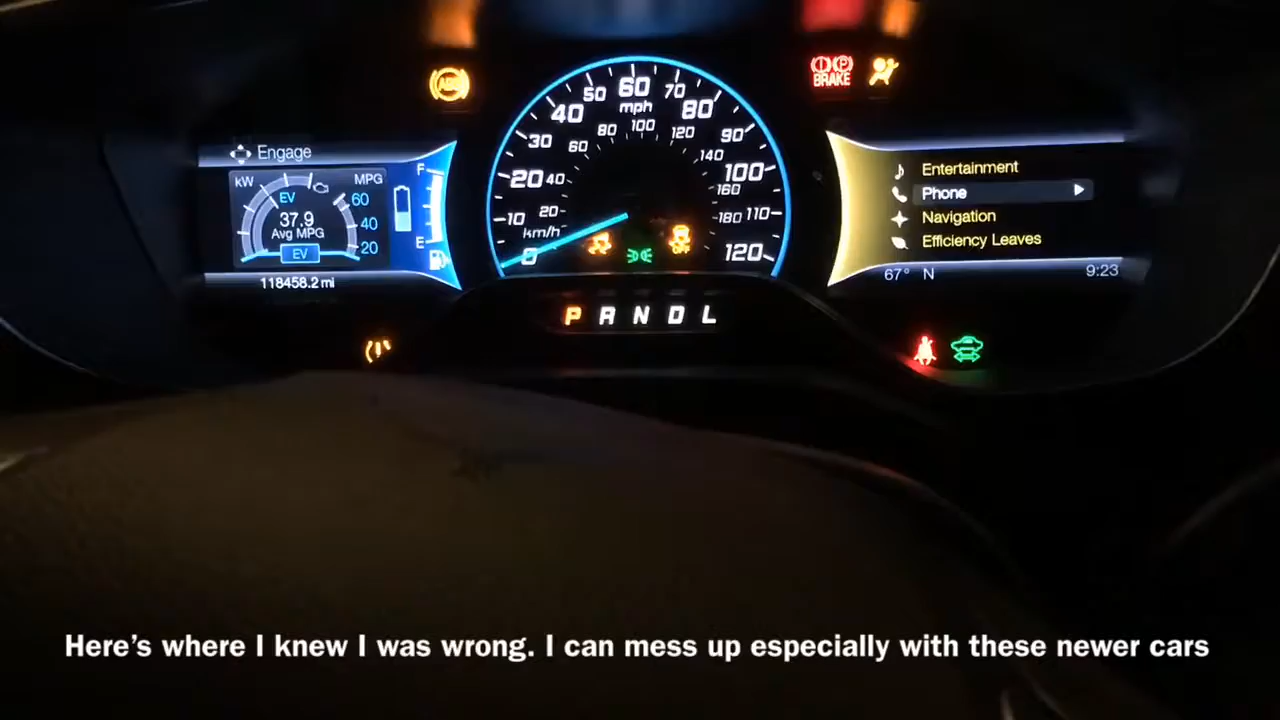 ABS
BRAKE
Engage
kW
MPG
EV
60
40
20
37.9
Avg MPG
EV
F
E
118458.2 mi
0
10
20
30
40
50
60
70
80
90
100
110
120
mph
20
40
60
80
100
120
140
160
180
km/h
P R N D L
Entertainment
Phone
Navigation
Efficiency Leaves
67° N
9:23
Here's where I knew I was wrong. I can mess up especially with these newer cars